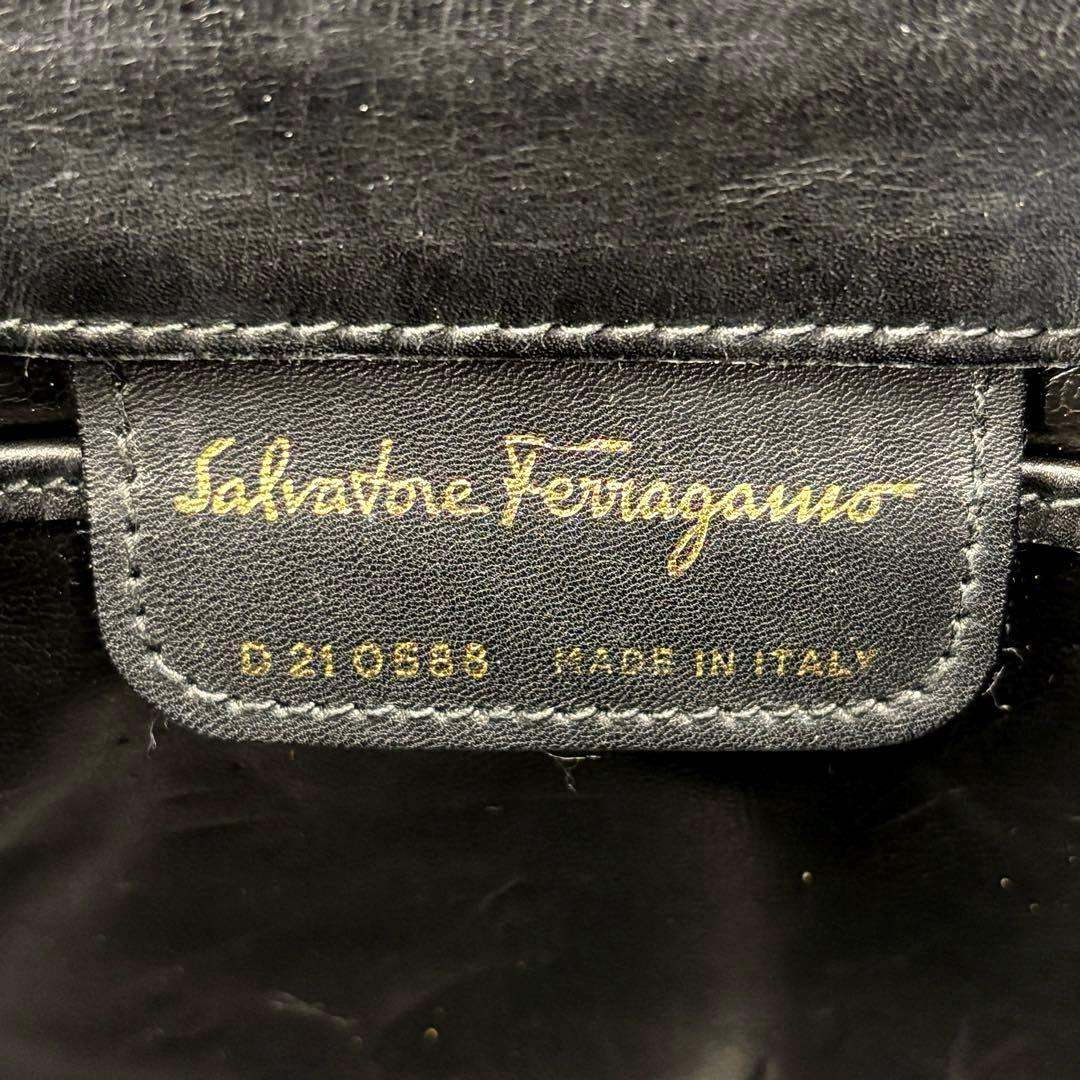 Salvatore Ferragamo
D 21 0588 MADE IN ITALY